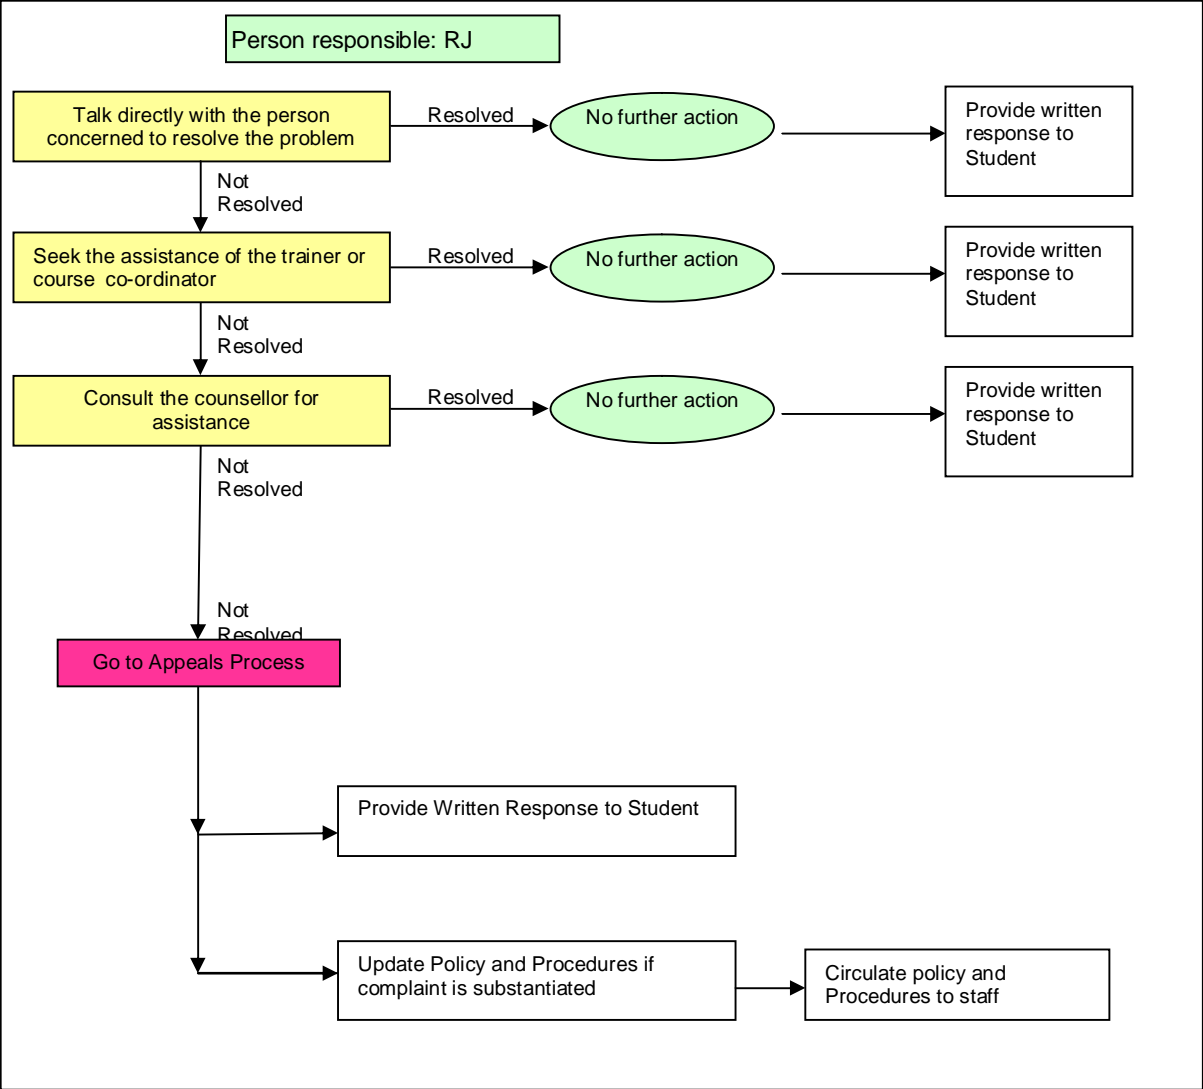 Person responsible: RJ
Talk directly with the person
concerned to resolve the problem
Resolved
No further action
Provide written
response to
Student
Not
Resolved
Seek the assistance of the trainer or
course  co-ordinator
Resolved
No further action
Provide written
response to
Student
Not
Resolved
Consult the counsellor for
assistance
Resolved
No further action
Provide written
response to
Student
Not
Resolved
Not
Resolved
Go to Appeals Process
Provide Written Response to Student
Update Policy and Procedures if
complaint is substantiated
Circulate policy and
Procedures to staff